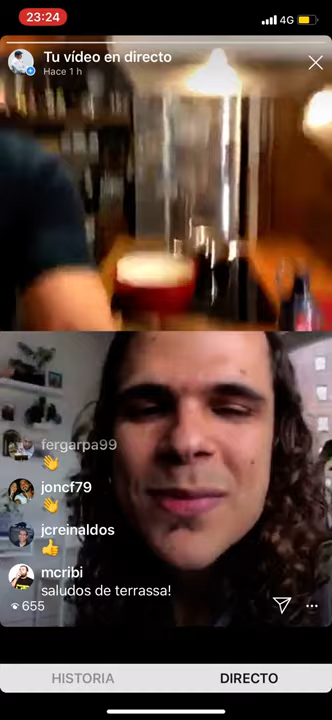 23:24
4G
Tu vídeo en directo
Hace 1 h
fergarpa99
👋
joncf79
👋
jcreinaldos
👍
mcribi
saludos de terrassa!
655
HISTORIA
DIRECTO